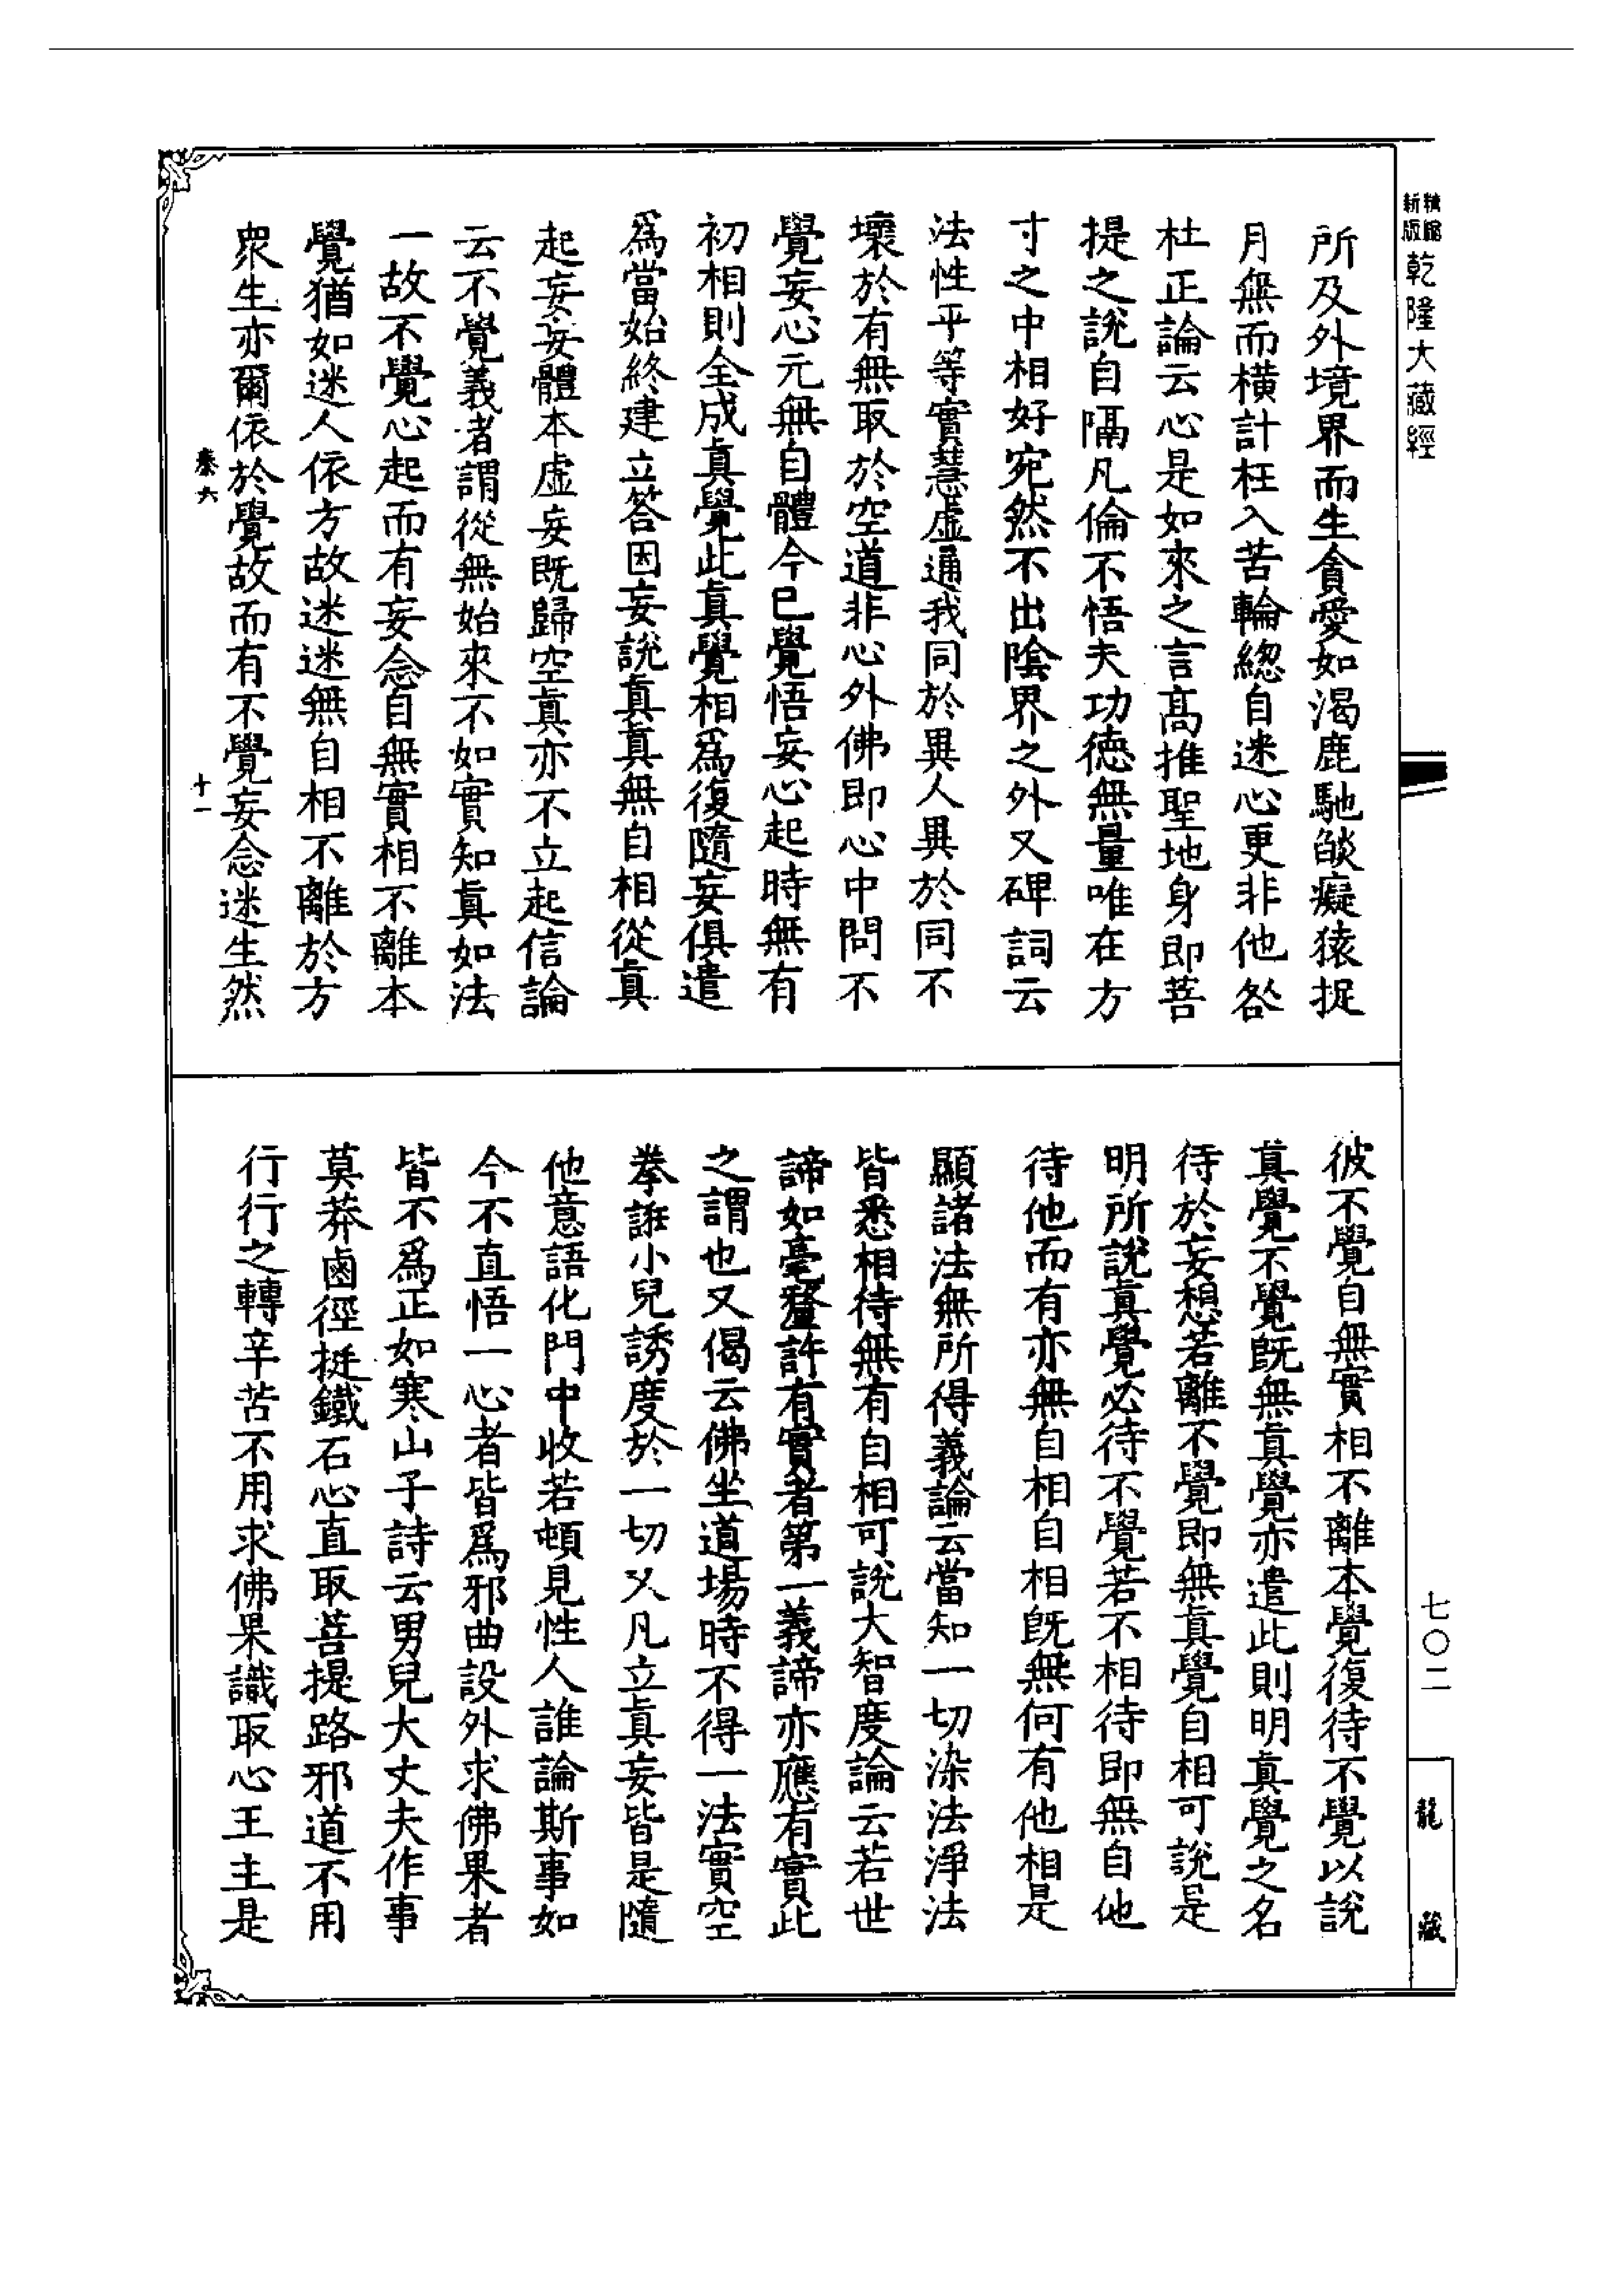 精縮
新版
乾隆大藏經
所及外境界而生貪愛如渴鹿馳燄癡猿捉
月無而橫計枉入苦輪總自迷心更非他咎
杜正論云心是如來之言高推聖地身即菩
提之說自隔凡倫不悟夫功德無量唯在方
寸之中相好宛然不出陰界之外又碑詞云
法性平等實慧虛通我同於異人異於同不
壞於有無取於空道非心外佛即心中問不
覺妄心元無自體今已覺悟妄心起時無有
初相則全成真覺此真覺相為復隨妄俱遣
為當始終建立答因妄說真真無自相從真
起妄妄體本虛妄既歸空真亦不立起信論
云不覺義者謂從無始來不如實知真如法
一故不覺心起而有妄念自無實相不離本
覺猶如迷人依方故迷迷無自相不離於方
眾生亦爾依於覺故而有不覺妄念迷生然
秦六
十一
彼不覺自無實相不離本覺復待不覺以說
真覺不覺既無真覺亦遣此則明真覺之名
待於妄想若離不覺即無真覺自相可說是
明所說真覺必待不覺若不相待即無自他
待他而有亦無自相自相既無何有他相是
顯諸法無所得義論云當知一切染法淨法
皆悉相待無有自相可說大智度論云若世
諦如毫釐許有實者第一義諦亦應有實此
之謂也又偈云佛坐道場時不得一法實空
拳誑小兒誘度於一切又凡立真妄皆是隨
他意語化門中收若頓見性人誰論斯事如
今不直悟一心者皆為邪曲設外求佛果者
皆不為正如寒山子詩云男兒大丈夫作事
莫莽鹵徑挺鐵石心直取菩提路邪道不用
行行之轉辛苦不用求佛果識取心王主是
七〇二
龍藏